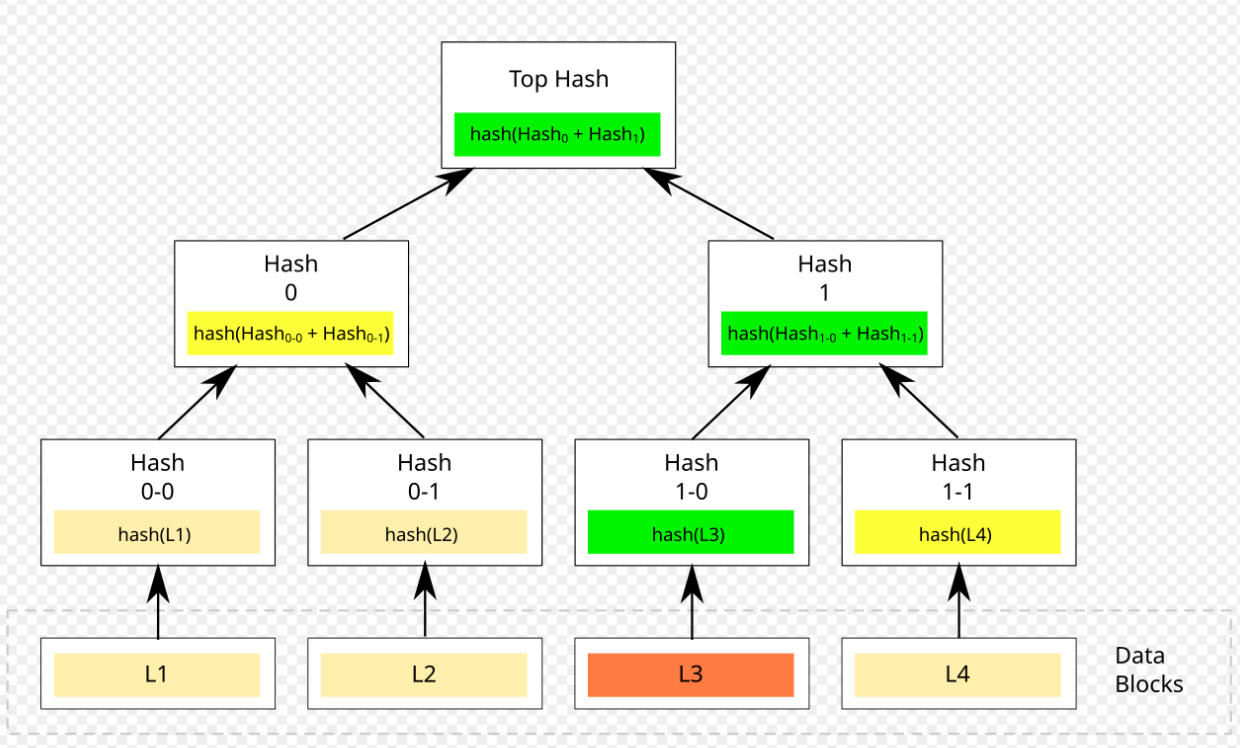 Top Hash
hash(Hash₀ + Hash₁)
Hash
0
hash(Hash₀₋₀ + Hash₀₋₁)
Hash
1
hash(Hash₁₋₀ + Hash₁₋₁)
Hash
0-0
hash(L1)
Hash
0-1
hash(L2)
Hash
1-0
hash(L3)
Hash
1-1
hash(L4)
L1
L2
L3
L4
Data
Blocks